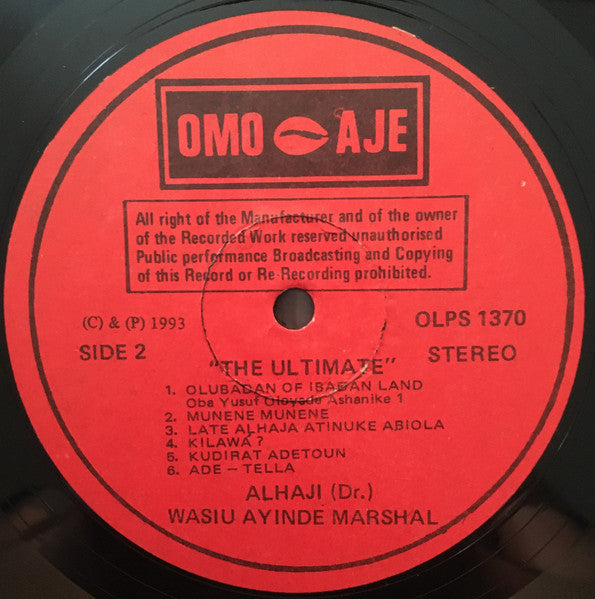 OMO AJE
All right of the Manufacturer and of the owner
of the Recorded Work reserved unauthorised
Public performance Broadcasting and Copying
of this Record or Re-Recording prohibited.
(C) & (P) 1993
OLPS 1370
SIDE 2
STEREO
"THE ULTIMATE"
1. OLUBADAN OF IBADAN LAND
Oba Yusuf Oloyade Ashanike 1
2. MUNENE MUNENE
3. LATE ALHAJA ATINUKE ABIOLA
4. KILAWA ?
5. KUDIRAT ADETOUN
6. ADE – TELLA
ALHAJI (Dr.)
WASIU AYINDE MARSHAL